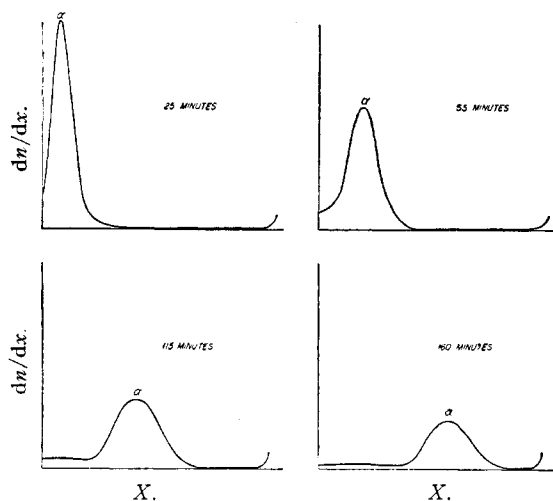 α
25 MINUTES
dn/dx.
α
55 MINUTES
α
115 MINUTES
dn/dx.
α
160 MINUTES
X.
X.